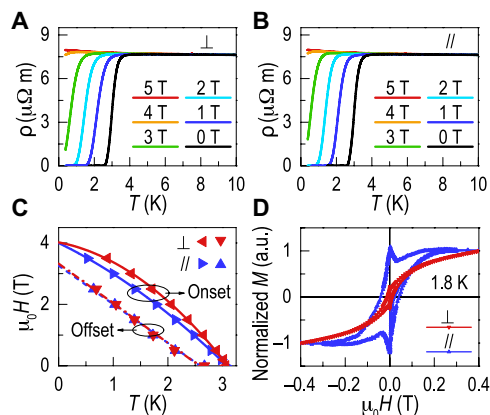 A
⊥
ρ (μΩ m)
9
6
3
0
5 T
2 T
4 T
1 T
3 T
0 T
0 2 4 6 8 10
T (K)
B
//
ρ (μΩ m)
9
6
3
0
5 T
2 T
4 T
1 T
3 T
0 T
0 2 4 6 8 10
T (K)
C
μ₀H (T)
4
2
0
⊥
//
Onset
Offset
0 1 2 3
T (K)
D
Normalized M (a.u.)
1
0
−1
1.8 K
⊥
//
−0.4 −0.2 0.0 0.2 0.4
μ₀H (T)